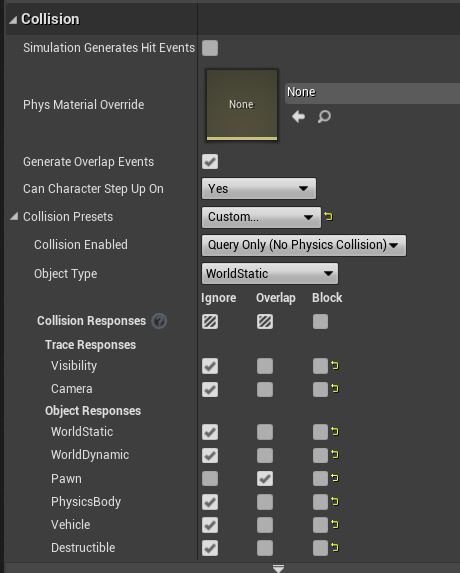 Collision
Simulation Generates Hit Events
Phys Material Override None None
Generate Overlap Events
Can Character Step Up On Yes
Collision Presets Custom...
Collision Enabled Query Only (No Physics Collision)
Object Type WorldStatic
Ignore Overlap Block
Collision Responses ?
Trace Responses
Visibility
Camera
Object Responses
WorldStatic
WorldDynamic
Pawn
PhysicsBody
Vehicle
Destructible